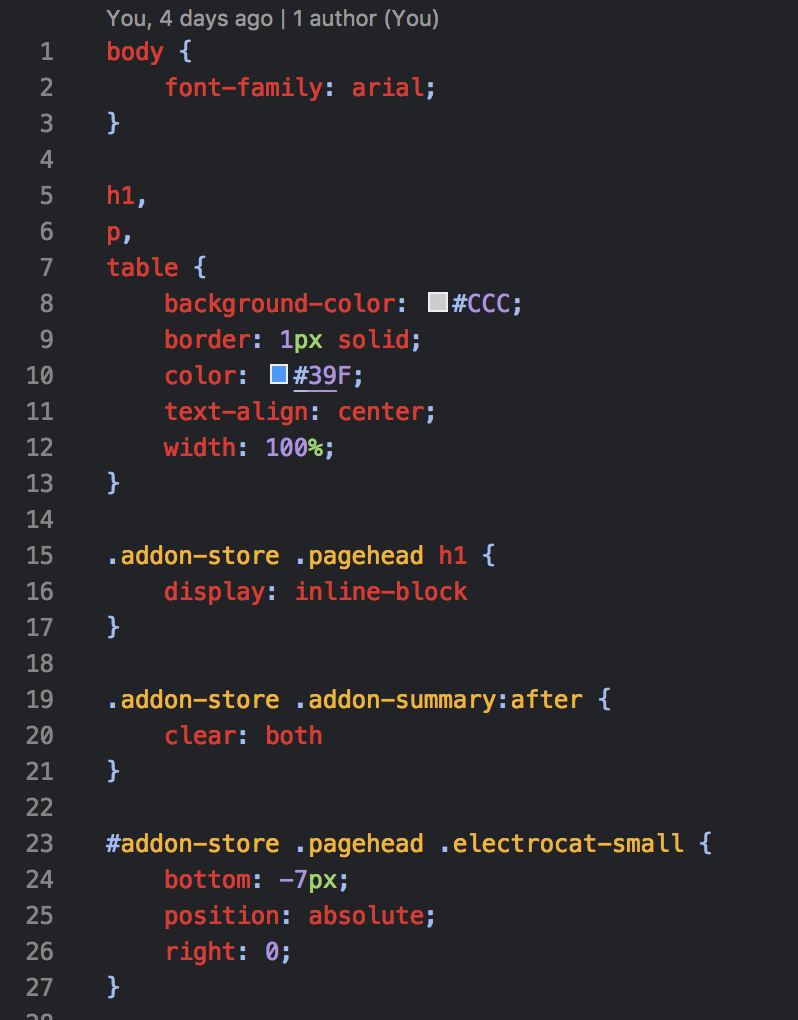 You, 4 days ago | 1 author (You)
1 body {
2     font-family: arial;
3 }
4
5 h1,
6 p,
7 table {
8     background-color: #CCC;
9     border: 1px solid;
10     color: #39F;
11     text-align: center;
12     width: 100%;
13 }
14
15 .addon-store .pagehead h1 {
16     display: inline-block
17 }
18
19 .addon-store .addon-summary:after {
20     clear: both
21 }
22
23 #addon-store .pagehead .electrocat-small {
24     bottom: -7px;
25     position: absolute;
26     right: 0;
27 }
28